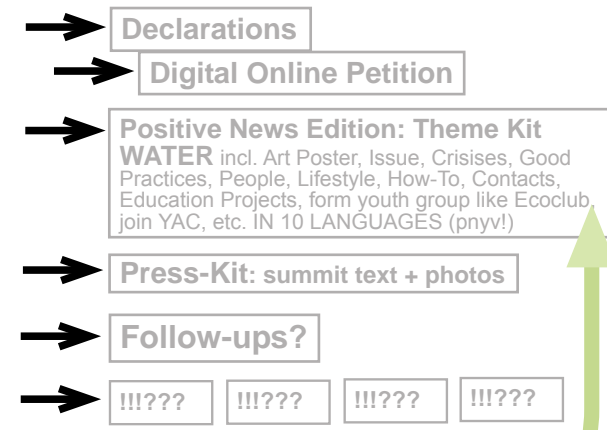 Declarations
Digital Online Petition
Positive News Edition: Theme Kit
WATER incl. Art Poster, Issue, Crisises, Good
Practices, People, Lifestyle, How-To, Contacts,
Education Projects, form youth group like Ecoclub,
join YAC, etc. IN 10 LANGUAGES (pnyv!)
Press-Kit: summit text + photos
Follow-ups?
!!!??? !!!??? !!!??? !!!???